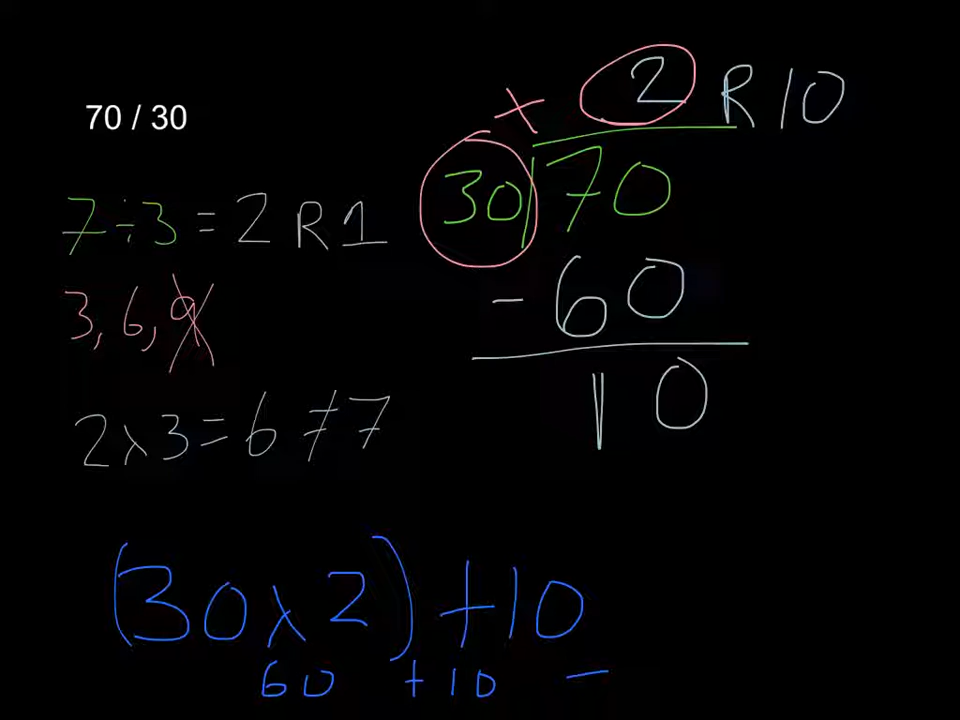 2 R10
×
70 / 30
30 70
7÷3 = 2 R 1
- 60
3, 6, 9
10
2x3=6≠7
(30x2)+10
60 +10 -